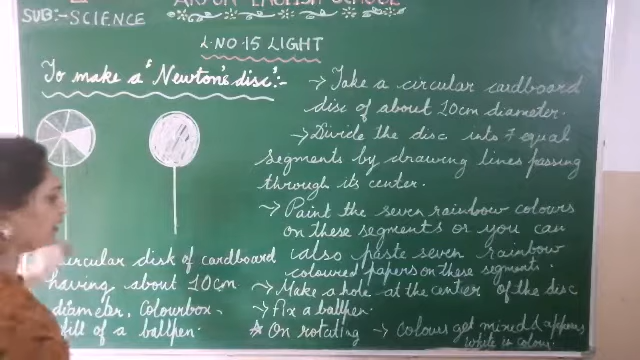 ENGLISH SCHOOL
SUB:- SCIENCE
L.NO.15 LIGHT
To make a "Newton's disc":-
→ Take a circular cardboard
disc of about 10cm diameter.
→ Divide the disc into 7 equal
segments by drawing lines passing
through its center.
→ Paint the seven rainbow colours
on these segments or you can
also paste seven rainbow
coloured papers on these segments.
→ Make a hole at the center of the disc
→ Fix a ballpen.
* On rotating → colours get mixed & appears
white in colour.
circular disk of cardboard
having about 10cm
diameter, Colourbox,
refill of a ballpen.